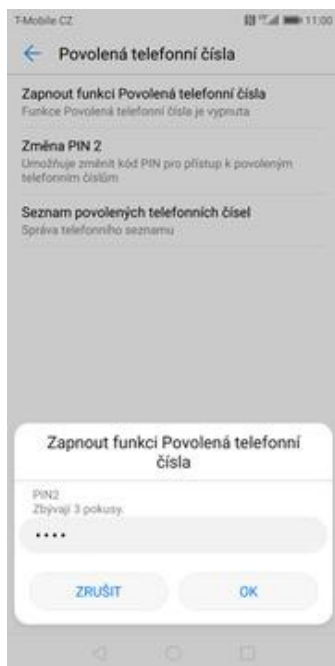 T-Mobile CZ
11:00
Povolená telefonní čísla
Zapnout funkci Povolená telefonní čísla
Funkce Povolená telefonní čísla je vypnuta
Změna PIN 2
Umožňuje změnit kód PIN pro přístup k povoleným
telefonním číslům
Seznam povolených telefonních čísel
Správa telefonního seznamu
Zapnout funkci Povolená telefonní
čísla
PIN2
Zbývají 3 pokusy.
••••
ZRUŠIT
OK